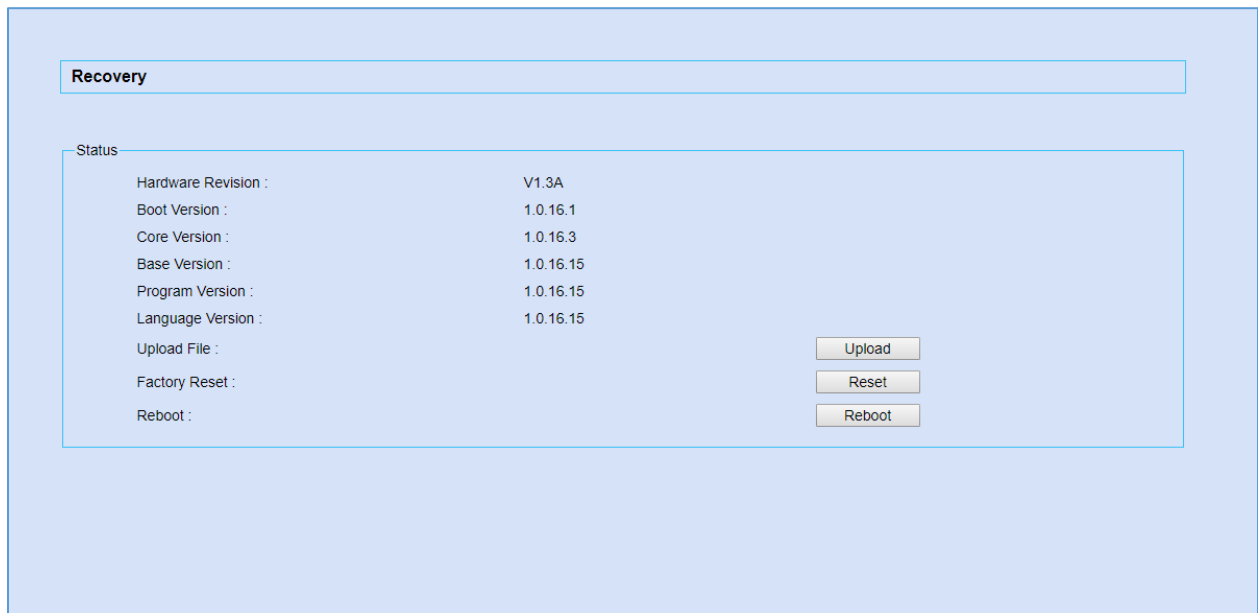 Recovery
Status
Hardware Revision : V1.3A
Boot Version : 1.0.16.1
Core Version : 1.0.16.3
Base Version : 1.0.16.15
Program Version : 1.0.16.15
Language Version : 1.0.16.15
Upload File : Upload
Factory Reset : Reset
Reboot : Reboot